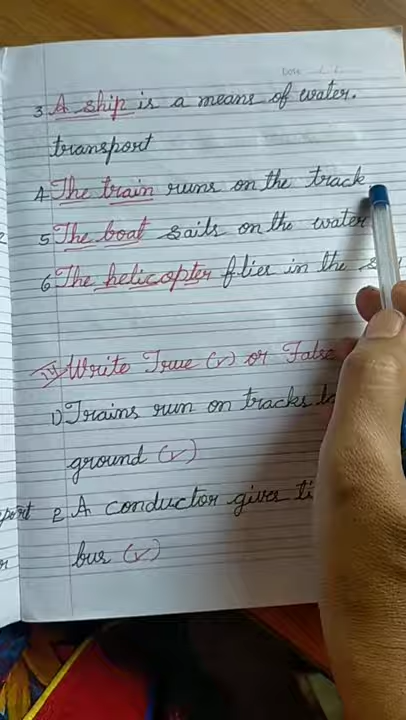 Date
3 A ship is a means of water.
transport
4 The train runs on the track
5 The boat sails on the water
6 The helicopter flies in the
Write True (✓) or False
1) Trains run on tracks
ground (✓)
2 A conductor gives
bus (✓)